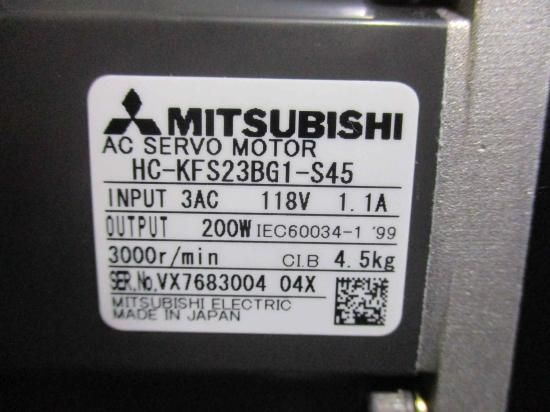 MITSUBISHI
AC SERVO MOTOR
HC-KFS23BG1-S45
INPUT 3AC 118V 1.1A
OUTPUT 200W IEC60034-1 '99
3000r/min CI.B 4.5kg
SER.No.VX7683004 04X
MITSUBISHI ELECTRIC
MADE IN JAPAN